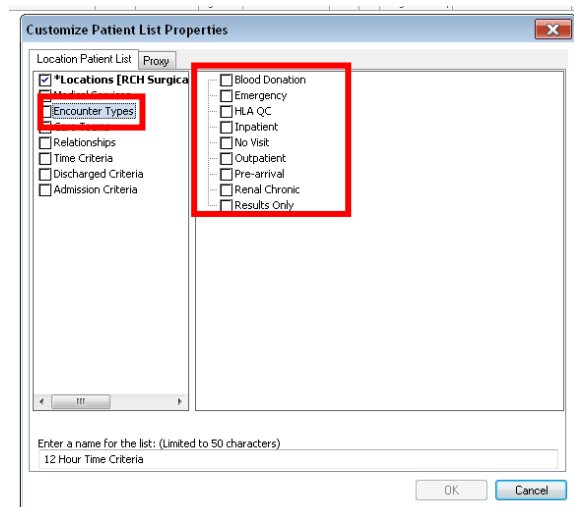 Customize Patient List Properties
Location Patient List
Proxy
*Locations [RCH Surgica
Medical Services
Encounter Types
Relationships
Time Criteria
Discharged Criteria
Admission Criteria
Blood Donation
Emergency
HLA QC
Inpatient
No Visit
Outpatient
Pre-arrival
Renal Chronic
Results Only
Enter a name for the list: (Limited to 50 characters)
12 Hour Time Criteria
OK
Cancel